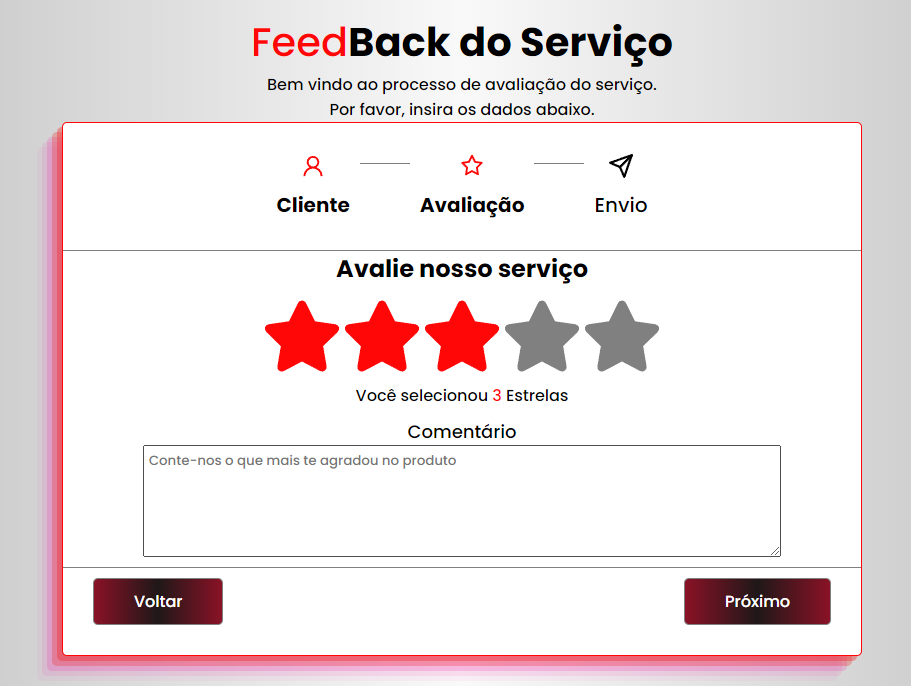 FeedBack do Serviço
Bem vindo ao processo de avaliação do serviço.
Por favor, insira os dados abaixo.
Cliente
Avaliação
Envio
Avalie nosso serviço
Você selecionou 3 Estrelas
Comentário
Conte-nos o que mais te agradou no produto
Voltar
Próximo